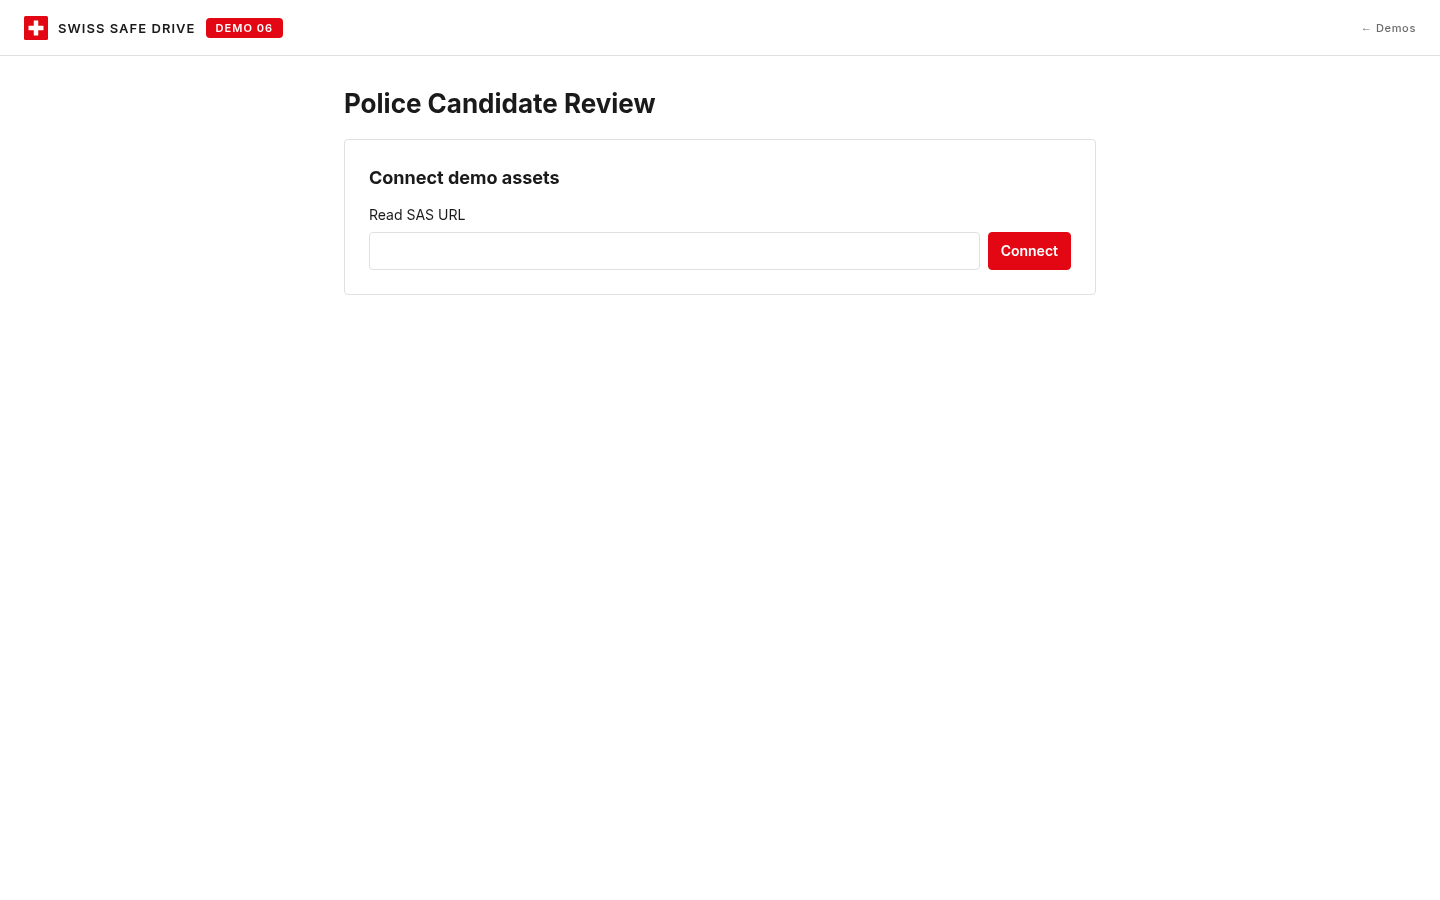 SWISS SAFE DRIVE DEMO 06 ← Demos
Police Candidate Review
Connect demo assets
Read SAS URL
Connect